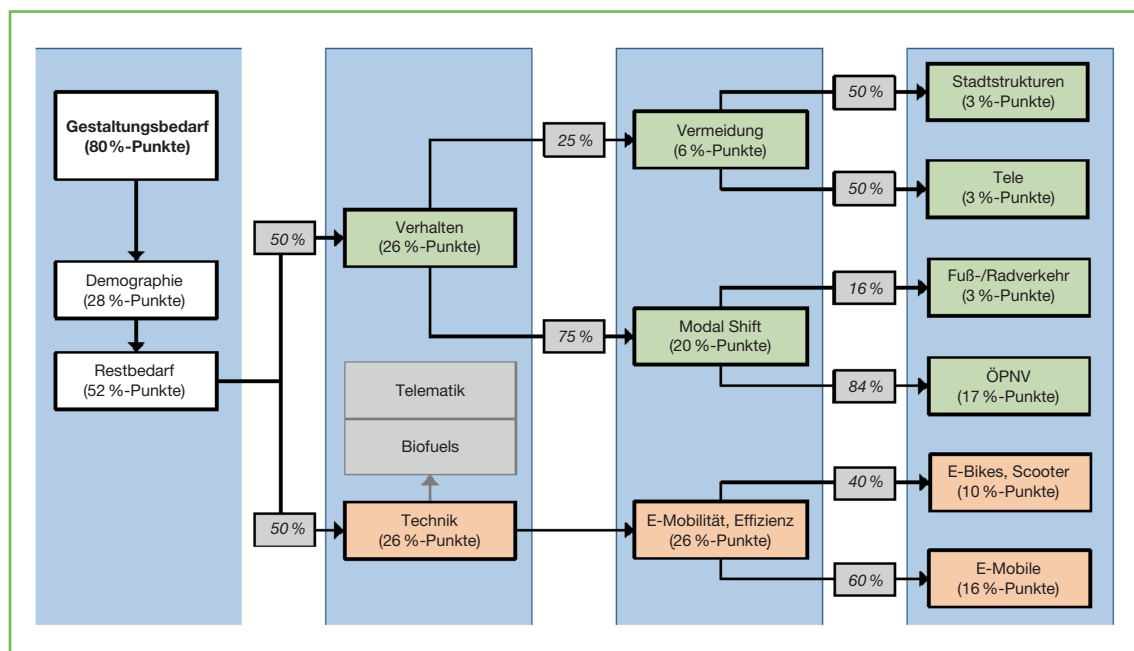 Gestaltungsbedarf
(80 %-Punkte)
Demographie
(28 %-Punkte)
Restbedarf
(52 %-Punkte)
50 %
50 %
Verhalten
(26 %-Punkte)
Telematik
Biofuels
Technik
(26 %-Punkte)
25 %
75 %
Vermeidung
(6 %-Punkte)
Modal Shift
(20 %-Punkte)
E-Mobilität, Effizienz
(26 %-Punkte)
50 %
50 %
16 %
84 %
40 %
60 %
Stadtstrukturen
(3 %-Punkte)
Tele
(3 %-Punkte)
Fuß-/Radverkehr
(3 %-Punkte)
ÖPNV
(17 %-Punkte)
E-Bikes, Scooter
(10 %-Punkte)
E-Mobile
(16 %-Punkte)